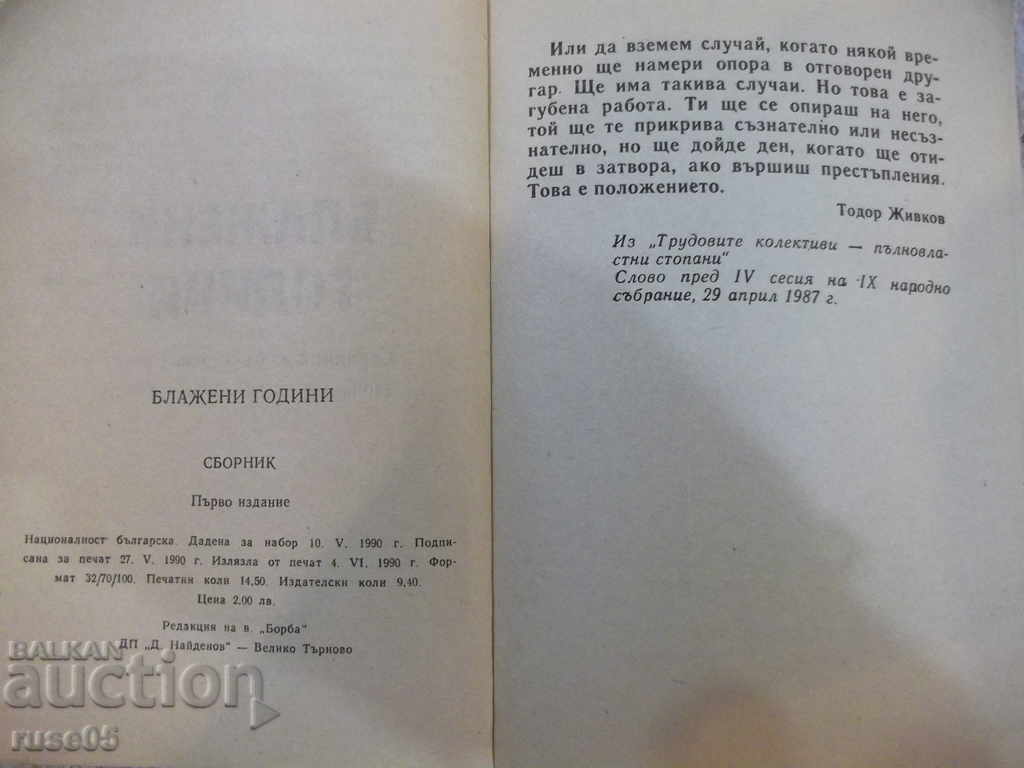 БЛАЖЕНИ ГОДИНИ
СБОРНИК
Първо издание
Националност българска. Дадена за набор 10. V. 1990 г. Подпи-
сана за печат 27. V. 1990 г. Излязла от печат 4. VI. 1990 г. Фор-
мат 32/70/100. Печатни коли 14,50. Издателски коли 9,40.
Цена 2,00 лв.
Редакция на в. „Борба“
ДП „Д. Найденов“ — Велико Търново
Или да вземем случай, когато някой вре-
менно ще намери опора в отговорен дру-
гар. Ще има такива случаи. Но това е за-
губена работа. Ти ще се опираш на него,
той ще те прикрива съзнателно или несъз-
нателно, но ще дойде ден, когато ще оти-
деш в затвора, ако вършиш престъпления.
Това е положението.
Тодор Живков
Из „Трудовите колективи — пълновла-
стни стопани“
Слово пред IV сесия на IX народно
събрание, 29 април 1987 г.
BALKAN
auction
ruse05